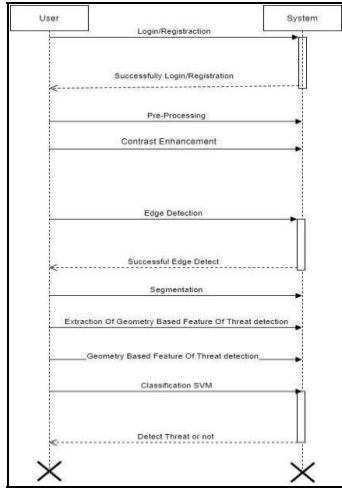 User
System
Login/Registraction
Successfully Login/Registration
Pre-Processing
Contrast Enhancement
Edge Detection
Successful Edge Detect
Segmentation
Extraction Of Geometry Based Feature Of Threat detection
Geometry Based Feature Of Threat detection
Classification SVM
Detect Threat or not